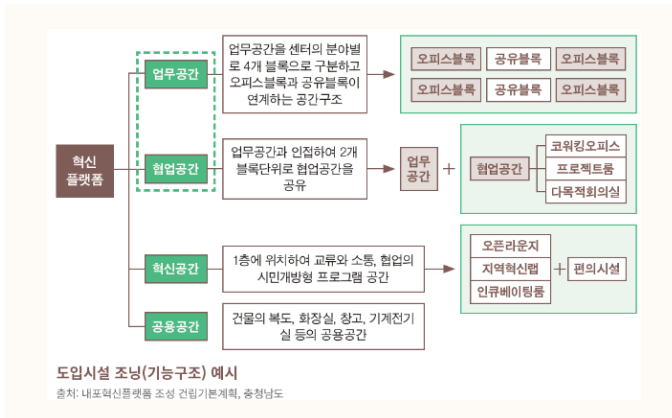 혁신
플랫폼
업무공간
업무공간을 센터의 분야별
로 4개 블록으로 구분하고
오피스블록과 공유블록이
연계하는 공간구조
오피스블록 공유블록 오피스블록
오피스블록 공유블록 오피스블록
협업공간
업무공간과 인접하여 2개
블록단위로 협업공간을
공유
업무
공간
+
협업공간
코워킹오피스
프로젝트룸
다목적회의실
혁신공간
1층에 위치하여 교류와 소통, 협업의
시민개방형 프로그램 공간
오픈라운지
지역혁신랩
인큐베이팅룸
+
편의시설
공용공간
건물의 복도, 화장실, 창고, 기계전기
실 등의 공용공간
도입시설 조닝(기능구조) 예시
출처: 내포혁신플랫폼 조성 건립기본계획, 충청남도